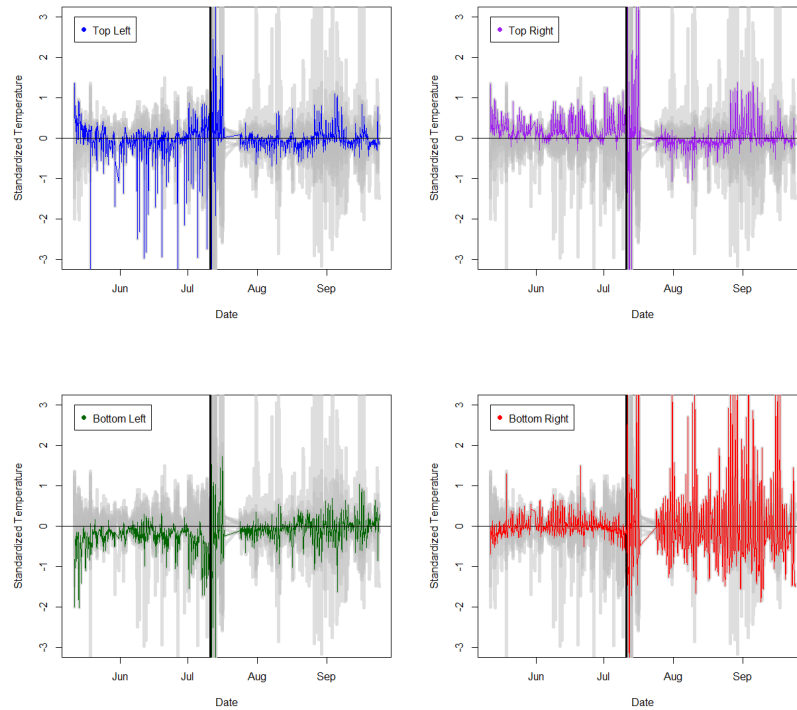 Top Left
Standardized Temperature
3
2
1
0
-1
-2
-3
Jun
Jul
Aug
Sep
Date
Top Right
Standardized Temperature
3
2
1
0
-1
-2
-3
Jun
Jul
Aug
Sep
Date
Bottom Left
Standardized Temperature
3
2
1
0
-1
-2
-3
Jun
Jul
Aug
Sep
Date
Bottom Right
Standardized Temperature
3
2
1
0
-1
-2
-3
Jun
Jul
Aug
Sep
Date